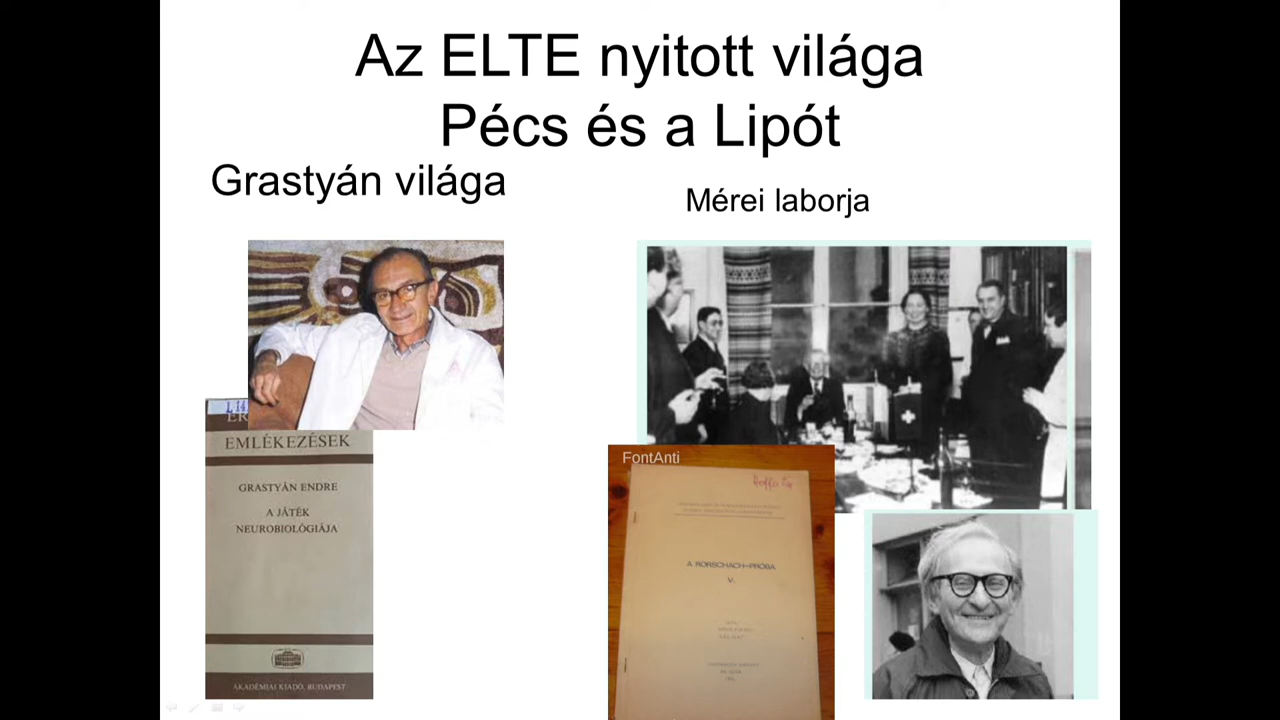 Az ELTE nyitott világa
Pécs és a Lipót
Grastyán világa
Mérei laborja
EMLÉKEZÉSEK
GRASTYÁN ENDRE
A JÁTÉK
NEUROBIOLÓGIÁJA
AKADÉMIAI KIADÓ, BUDAPEST
FontAnti
A RORSCHACH-PRÓBA
V.